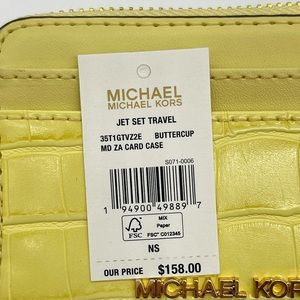 MICHAEL
MICHAEL KORS
JET SET TRAVEL
35T1GTVZ2E BUTTERCUP
MD ZA CARD CASE
S071-0006
1 94900 49889 7
FSC
MIX
Paper
FSC® C012345
NS
OUR PRICE $158.00
MICHAEL KORS